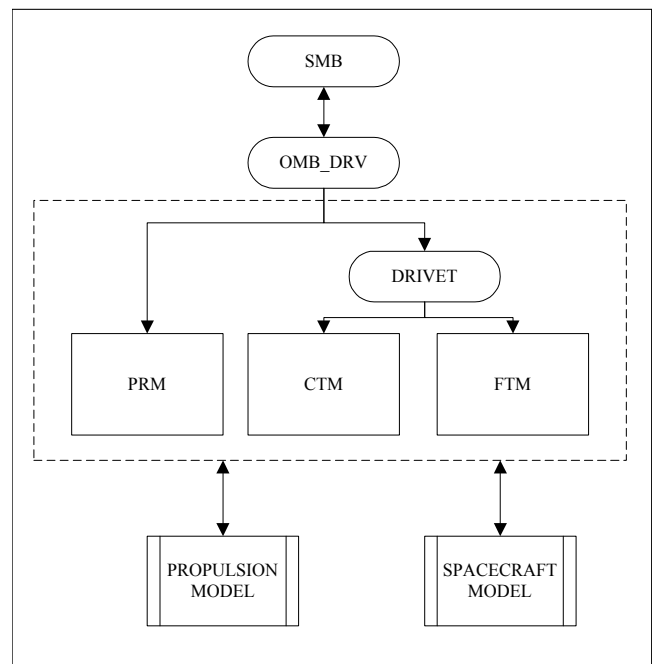 SMB
OMB_DRV
DRIVET
PRM
CTM
FTM
PROPULSION
MODEL
SPACECRAFT
MODEL